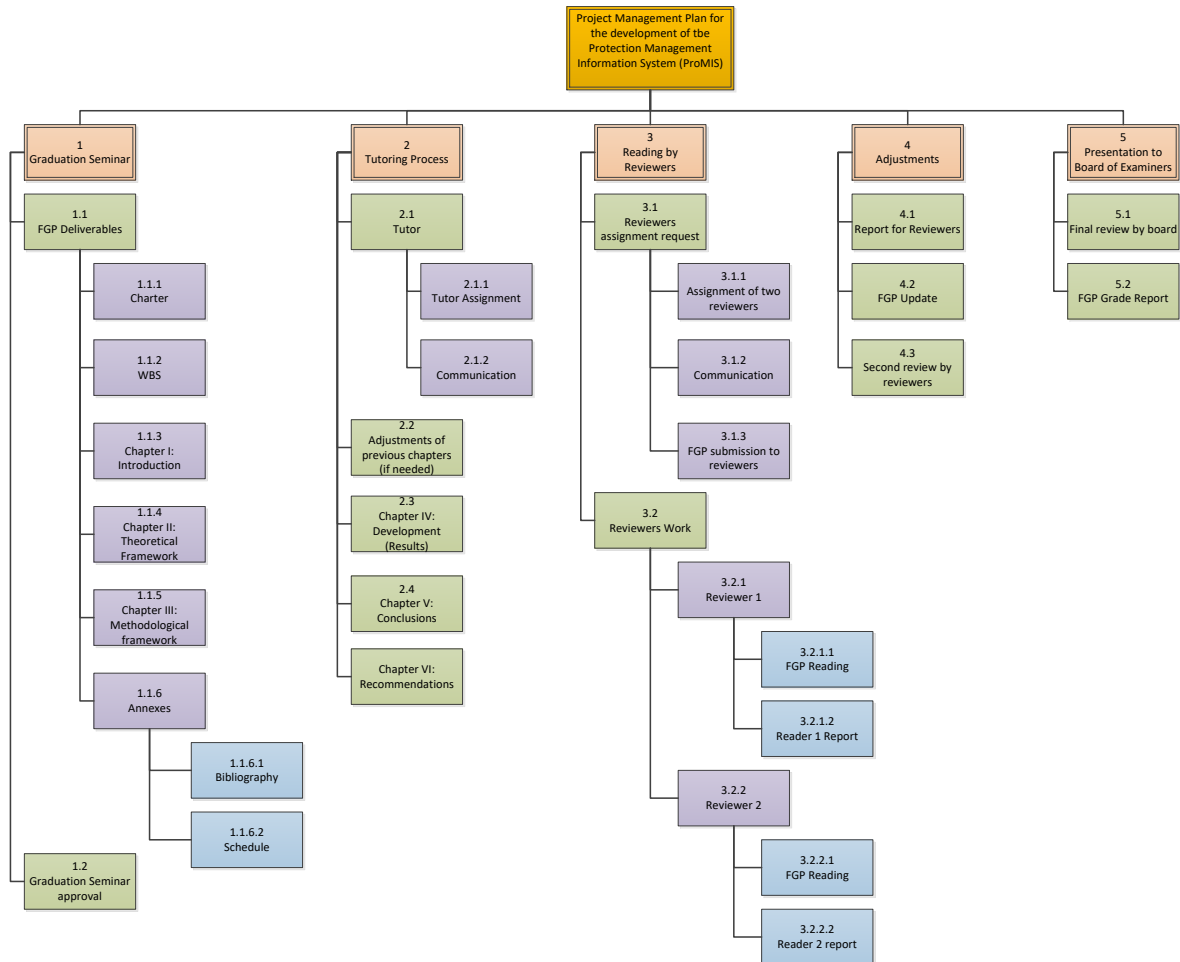 Project Management Plan for
the development of tbe
Protection Management
Information System (ProMIS)
1
Graduation Seminar
1.1
FGP Deliverables
1.1.1
Charter
1.1.2
WBS
1.1.3
Chapter I:
Introduction
1.1.4
Chapter II:
Theoretical
Framework
1.1.5
Chapter III:
Methodological
framework
1.1.6
Annexes
1.1.6.1
Bibliography
1.1.6.2
Schedule
1.2
Graduation Seminar
approval
2
Tutoring Process
2.1
Tutor
2.1.1
Tutor Assignment
2.1.2
Communication
2.2
Adjustments of
previous chapters
(if needed)
2.3
Chapter IV:
Development
(Results)
2.4
Chapter V:
Conclusions
Chapter VI:
Recommendations
3
Reading by
Reviewers
3.1
Reviewers
assignment request
3.1.1
Assignment of two
reviewers
3.1.2
Communication
3.1.3
FGP submission to
reviewers
3.2
Reviewers Work
3.2.1
Reviewer 1
3.2.1.1
FGP Reading
3.2.1.2
Reader 1 Report
3.2.2
Reviewer 2
3.2.2.1
FGP Reading
3.2.2.2
Reader 2 report
4
Adjustments
4.1
Report for Reviewers
4.2
FGP Update
4.3
Second review by
reviewers
5
Presentation to
Board of Examiners
5.1
Final review by board
5.2
FGP Grade Report